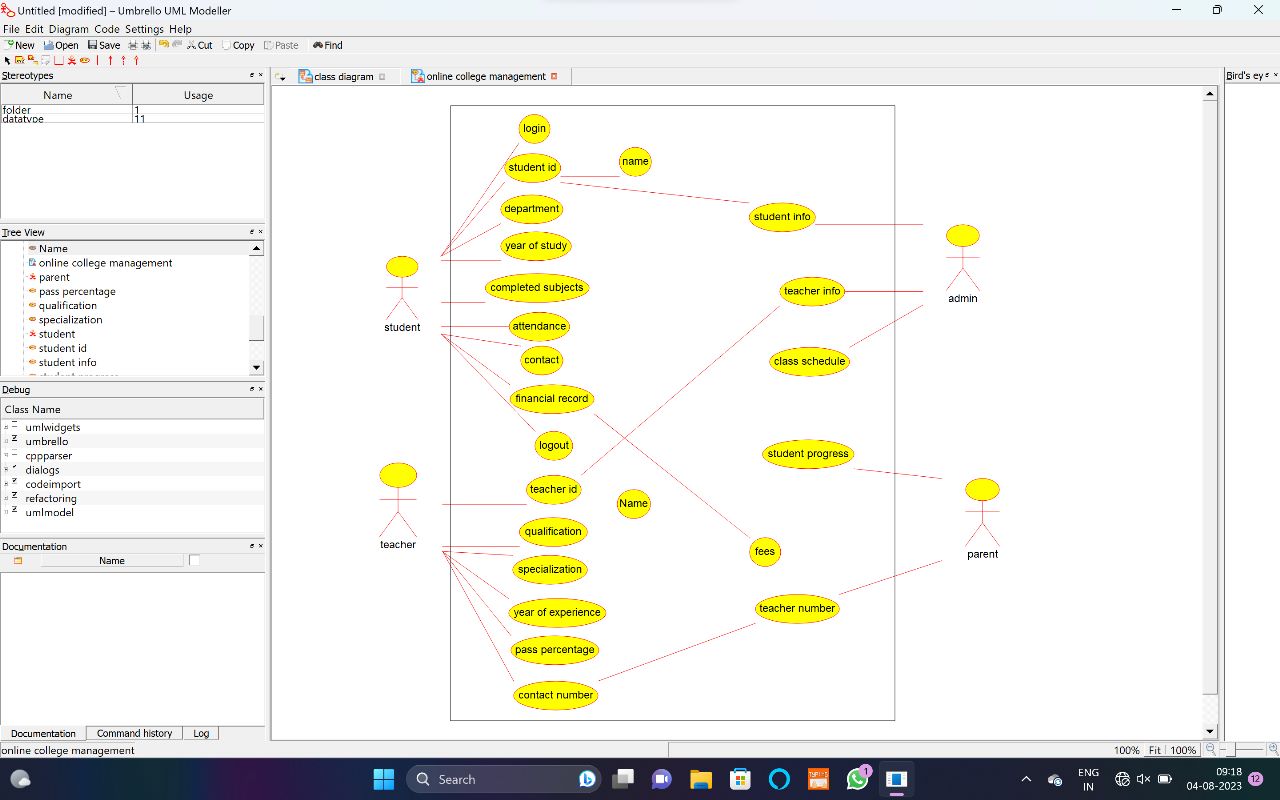 Untitled [modified] – Umbrello UML Modeller
File Edit Diagram Code Settings Help
New Open Save Cut Copy Paste Find
Stereotypes
Name Usage
folder 1
datatype 11
Tree View
Name
online college management
parent
pass percentage
qualification
specialization
student
student id
student info
Debug
Class Name
umlwidgets
umbrello
cppparser
dialogs
codeimport
refactoring
umlmodel
Documentation
Name
Documentation Command history Log
online college management
class diagram
online college management
Bird's ey
login
student id
name
department
student info
year of study
completed subjects
teacher info
admin
student
attendance
contact
class schedule
financial record
logout
student progress
teacher id
Name
qualification
teacher
fees
parent
specialization
year of experience
teacher number
pass percentage
contact number
100% Fit 100%
Search
1
ENG
IN
09:18
04-08-2023
12